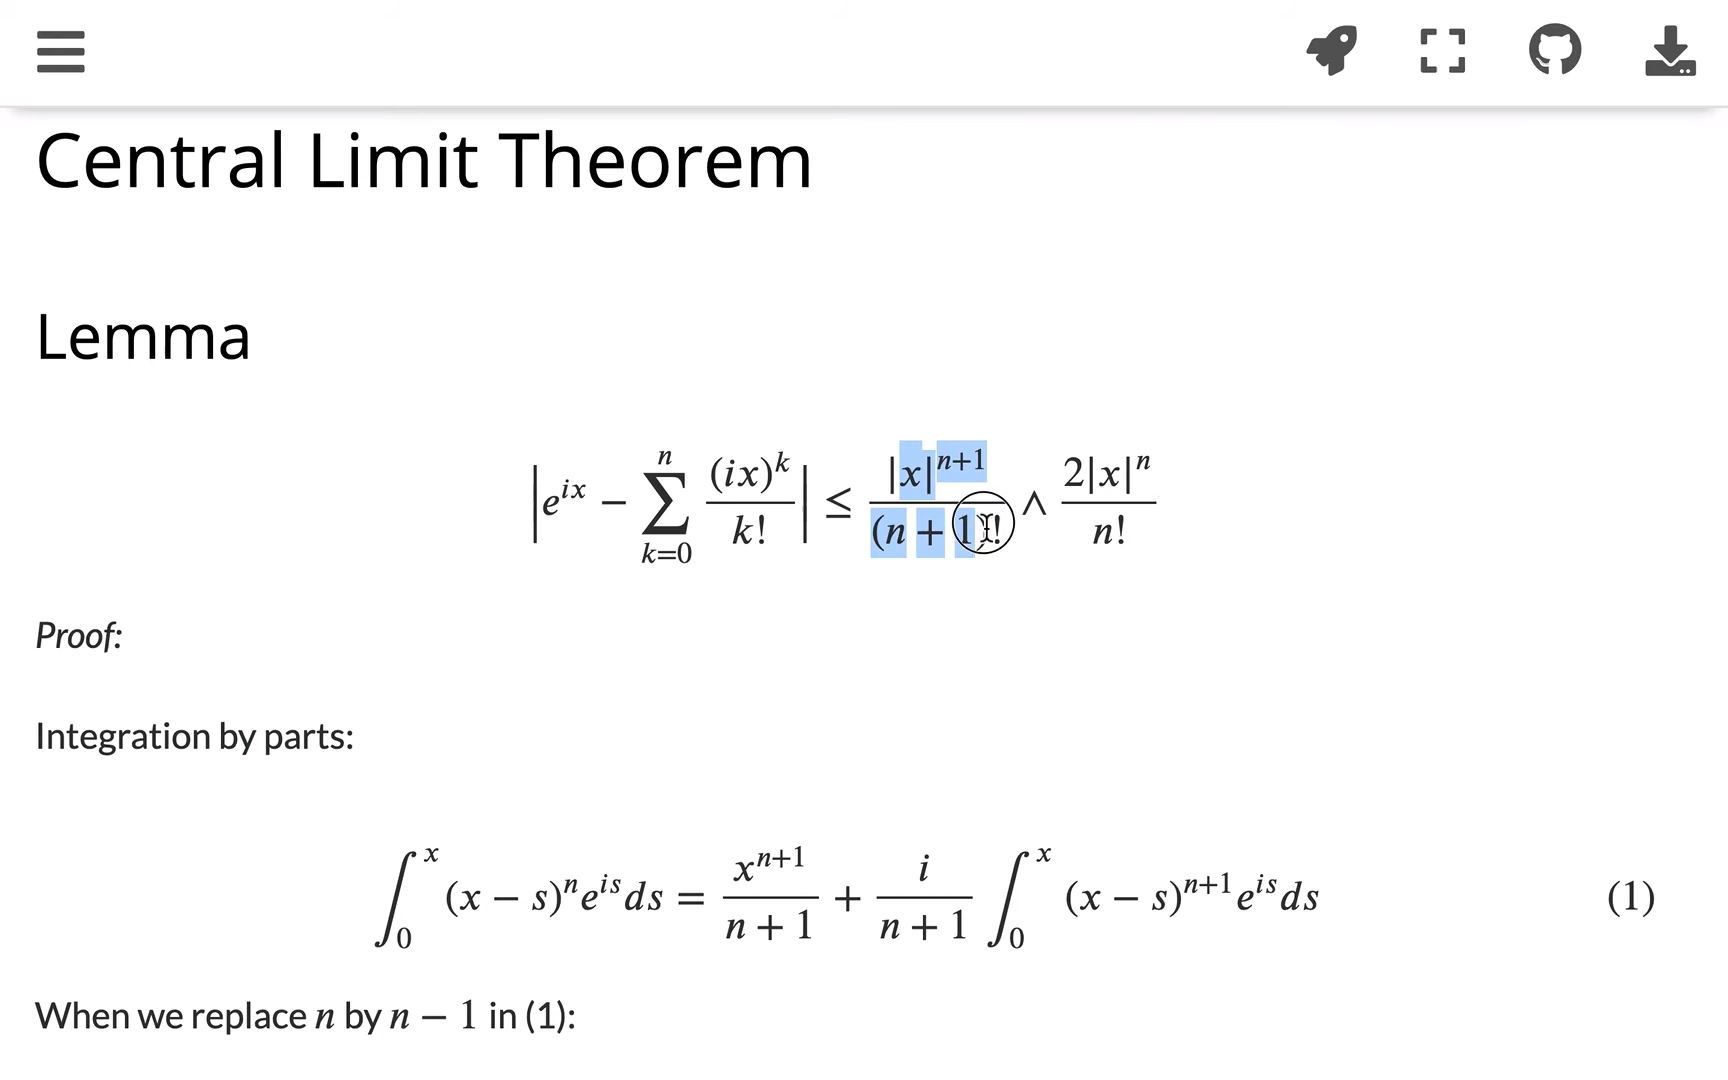 Central Limit Theorem
Lemma
|e^{ix} − ∑_{k=0}^{n} (ix)^k / k!| ≤ |x|^{n+1} / (n + 1)! ∧ 2|x|^n / n!
Proof:
Integration by parts:
∫_0^x (x − s)^n e^{is} ds = x^{n+1} / (n + 1) + i / (n + 1) ∫_0^x (x − s)^{n+1} e^{is} ds (1)
When we replace n by n − 1 in (1):